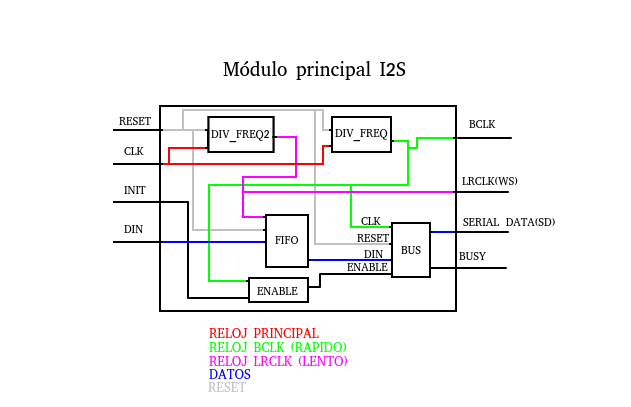 Módulo principal I2S
RESET
DIV_FREQ2
DIV_FREQ
BCLK
CLK
INIT
LRCLK(WS)
DIN
CLK
SERIAL DATA(SD)
FIFO
RESET
BUS
DIN
BUSY
ENABLE
ENABLE
RELOJ PRINCIPAL
RELOJ BCLK (RAPIDO)
RELOJ LRCLK (LENTO)
DATOS
RESET